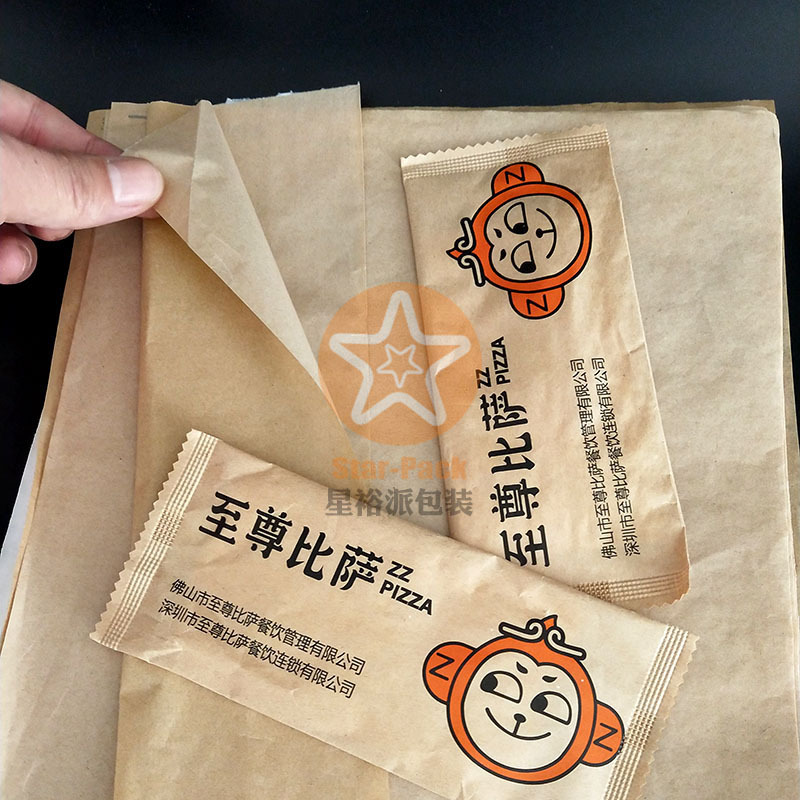 至尊比萨 ZZ PIZZA
佛山市至尊比萨餐饮管理有限公司
深圳市至尊比萨餐饮连锁有限公司
N
N
Star-Pack
星裕派包装
至尊比萨 ZZ PIZZA
佛山市至尊比萨餐饮管理有限公司
深圳市至尊比萨餐饮连锁有限公司
N
N